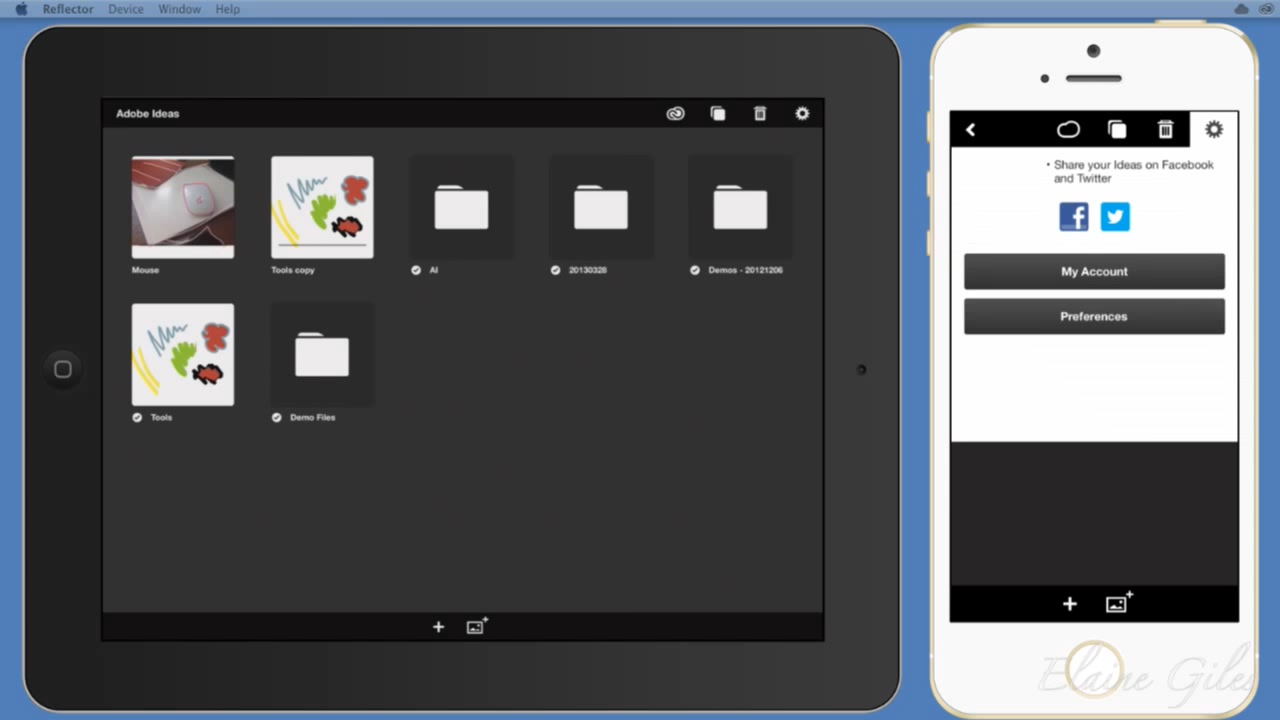 Reflector Device Window Help
Adobe Ideas
Mouse
Tools copy
AI
20130328
Demos - 20121206
Tools
Demo Files
• Share your Ideas on Facebook
and Twitter
My Account
Preferences
Elaine Giles